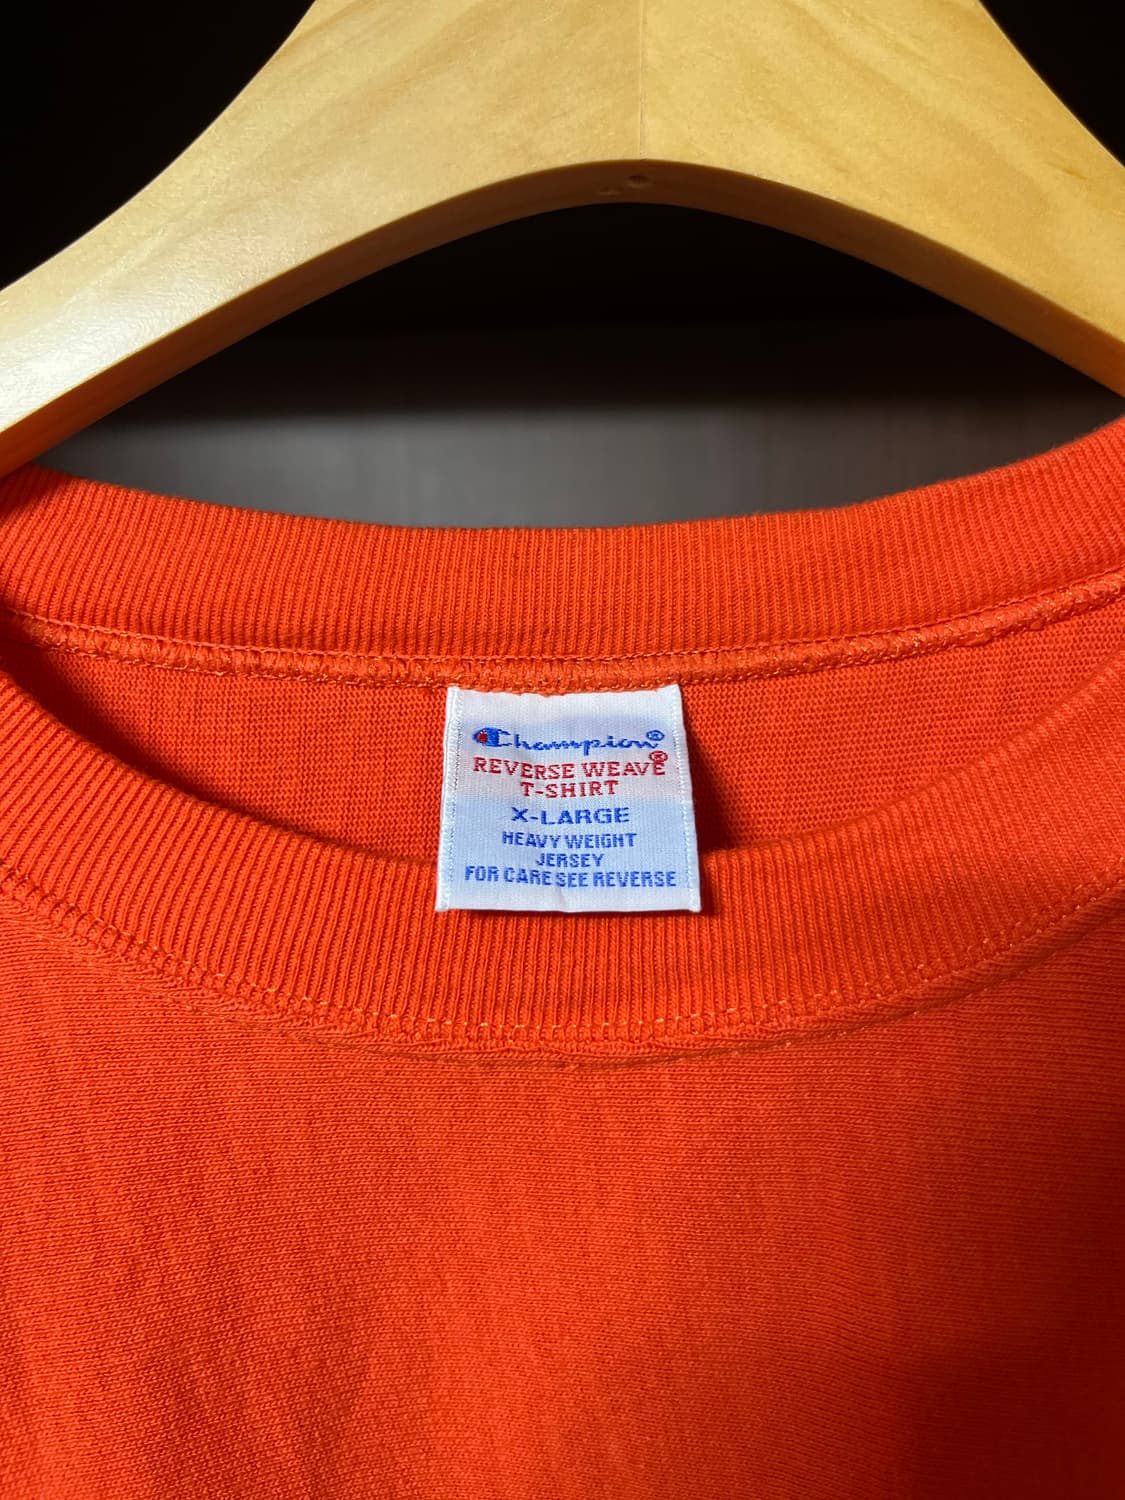 Champion®
REVERSE WEAVE®
T-SHIRT
X-LARGE
HEAVY WEIGHT
JERSEY
FOR CARE SEE REVERSE